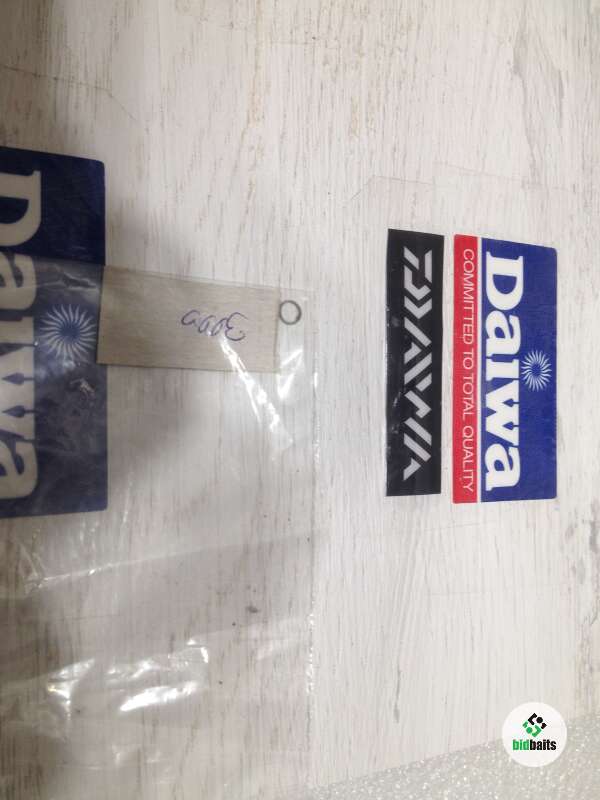 Daiwa
3000
DAIWA
Daiwa
COMMITTED TO TOTAL QUALITY
bidbaits